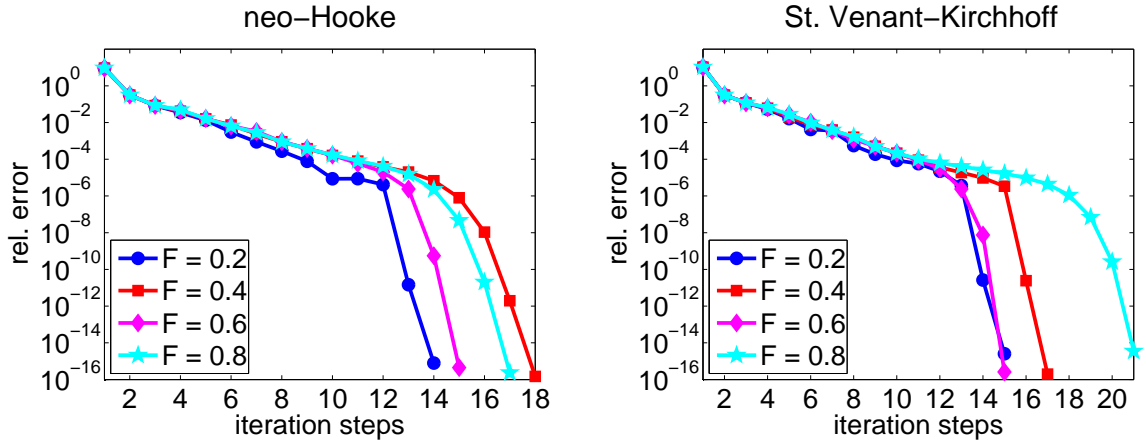 neo−Hooke
rel. error
10^0
10^−2
10^−4
10^−6
10^−8
10^−10
10^−12
10^−14
10^−16
F = 0.2
F = 0.4
F = 0.6
F = 0.8
2 4 6 8 10 12 14 16 18
iteration steps
St. Venant−Kirchhoff
rel. error
10^0
10^−2
10^−4
10^−6
10^−8
10^−10
10^−12
10^−14
10^−16
F = 0.2
F = 0.4
F = 0.6
F = 0.8
2 4 6 8 10 12 14 16 18 20
iteration steps